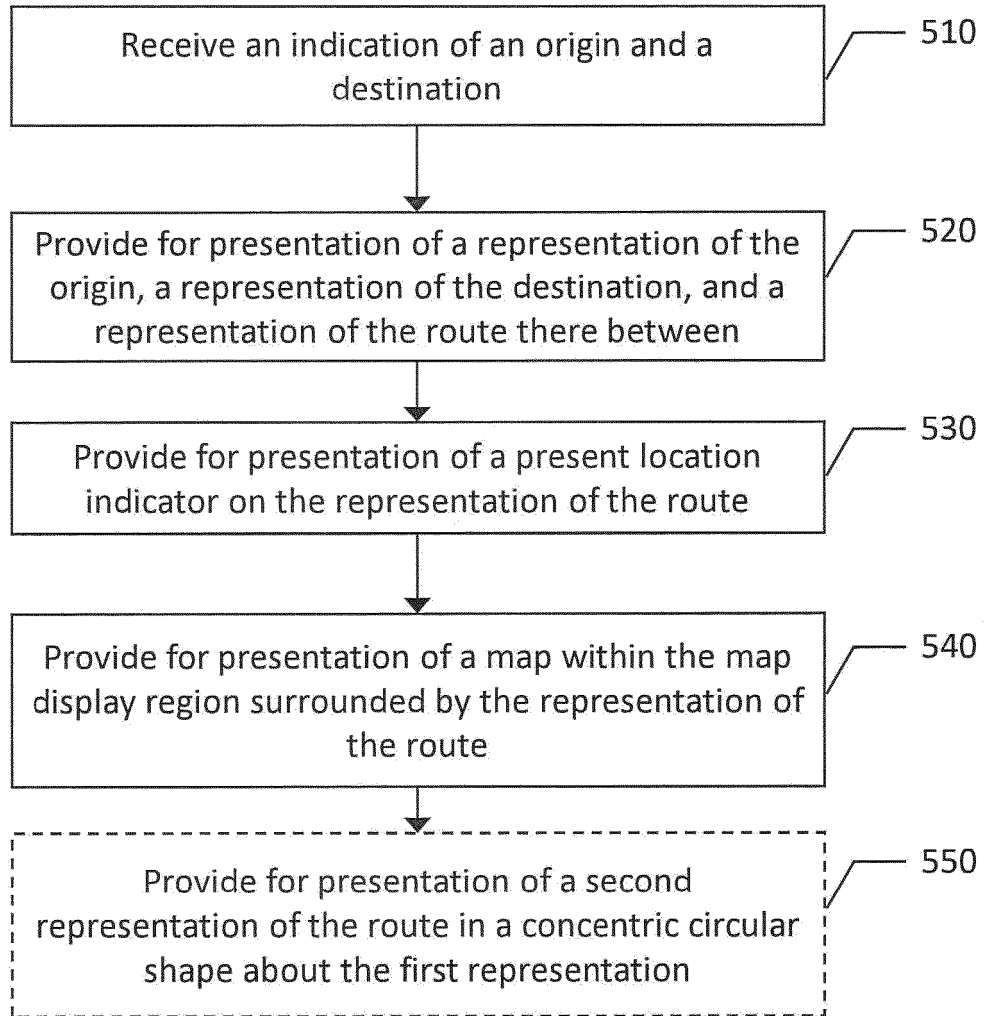 Receive an indication of an origin and a
destination
510
Provide for presentation of a representation of the
origin, a representation of the destination, and a
representation of the route there between
520
Provide for presentation of a present location
indicator on the representation of the route
530
Provide for presentation of a map within the map
display region surrounded by the representation of
the route
540
Provide for presentation of a second
representation of the route in a concentric circular
shape about the first representation
550